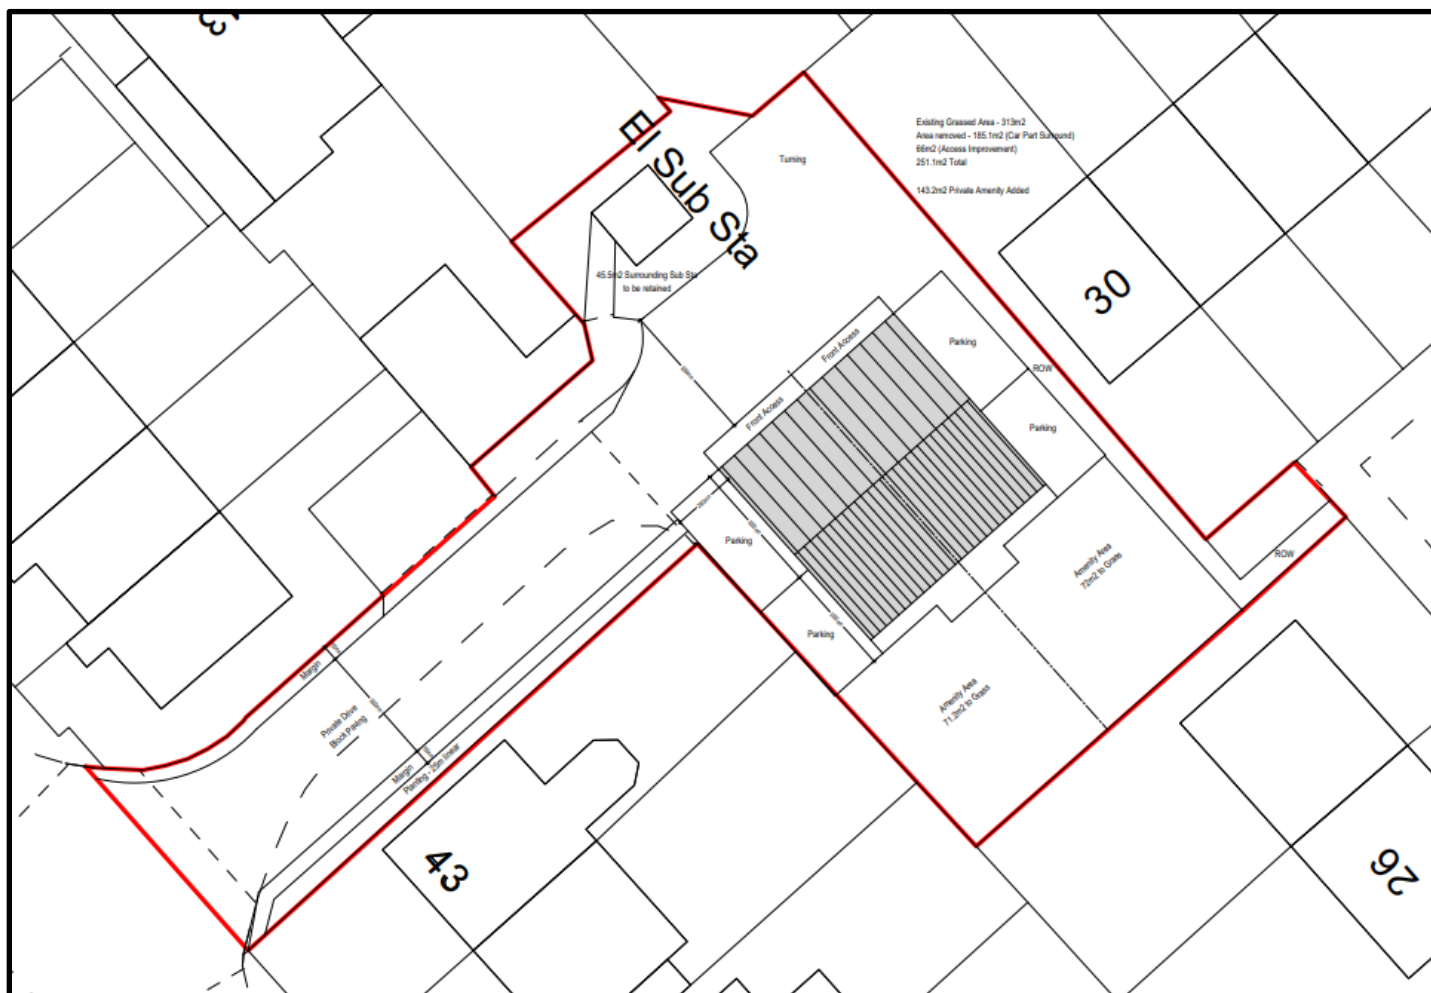 3
El Sub Sta
Turning
Existing Grassed Area - 313m2
Area removed - 185.1m2 (Car Part Surround)
66m2 (Access Improvement)
251.1m2 Total
143.2m2 Private Amenity Added
30
45.5m2 Surrounding Sub Sta
to be retained
Front Access
Front Access
Parking
ROW
Parking
Parking
Parking
Amenity Area
72m2 to Grass
ROW
Amenity Area
71.2m2 to Grass
Margin
Private Drive
Block Paving
Margin
Planting - 29m linear
43
26